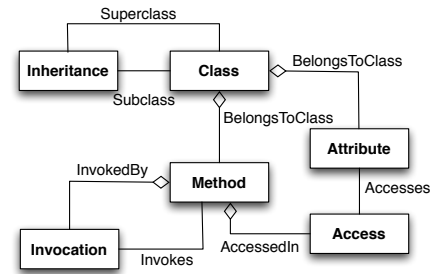 Superclass
Inheritance
Class
BelongsToClass
Subclass
BelongsToClass
Attribute
InvokedBy
Method
Accesses
Invocation
Invokes
AccessedIn
Access